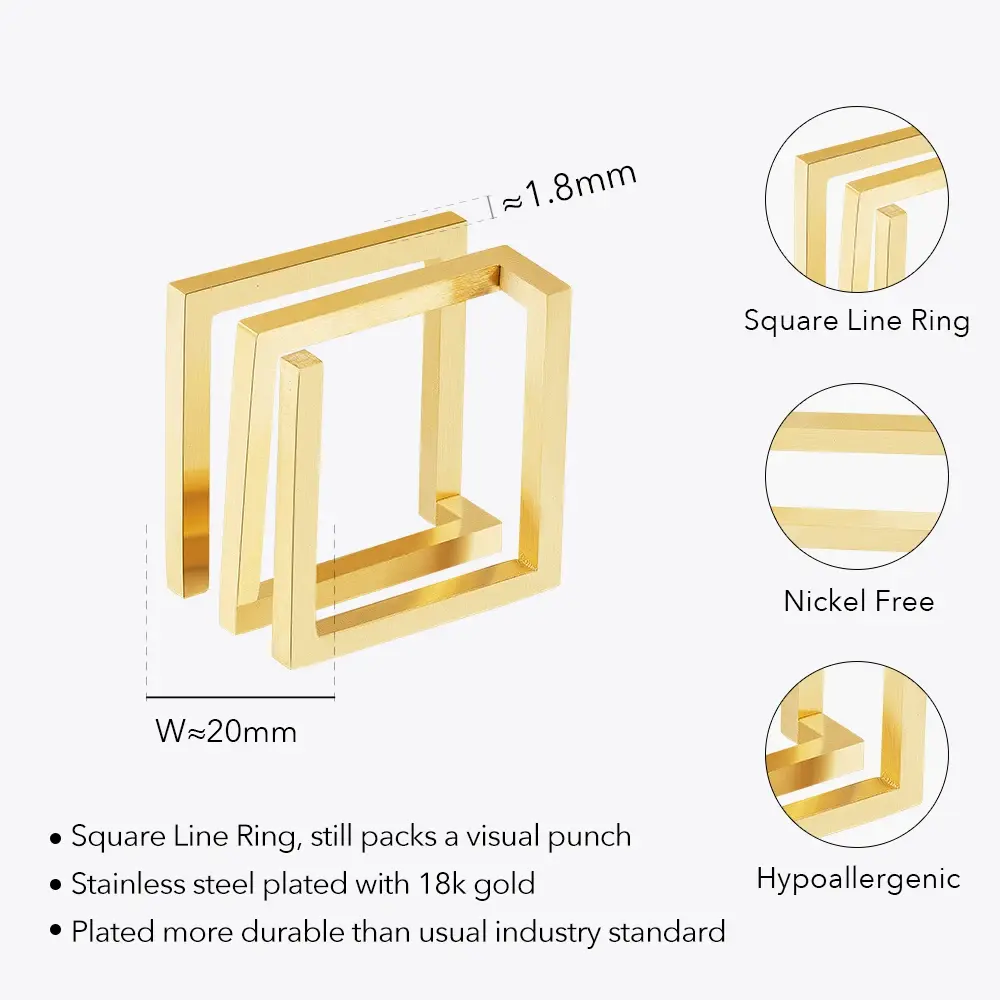 ≈1.8mm
Square Line Ring
Nickel Free
W≈20mm
Hypoallergenic
• Square Line Ring, still packs a visual punch
• Stainless steel plated with 18k gold
• Plated more durable than usual industry standard